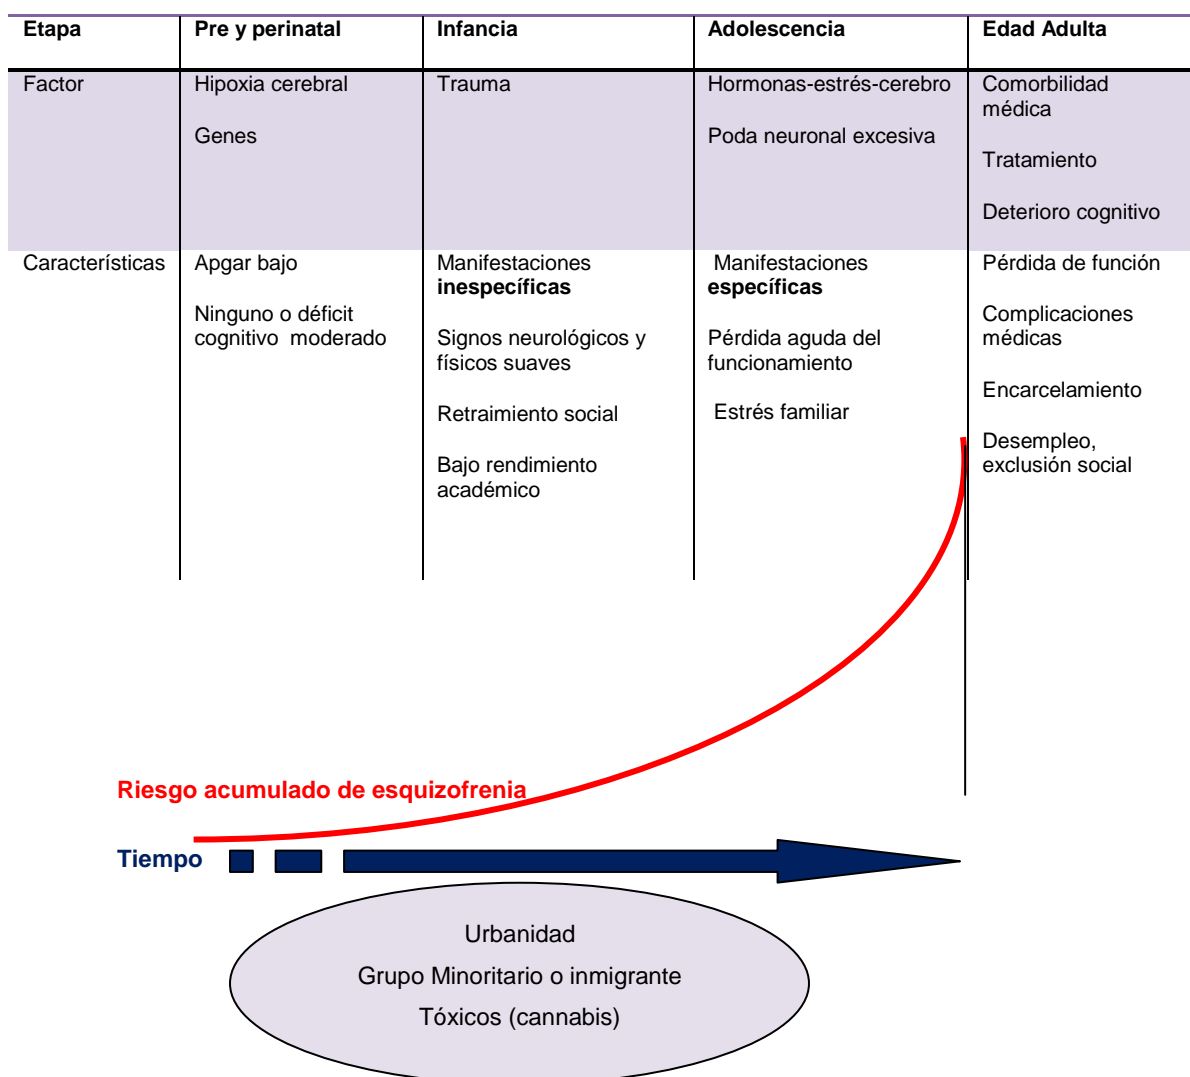 Etapa
Pre y perinatal
Infancia
Adolescencia
Edad Adulta
Factor
Hipoxia cerebral
Genes
Trauma
Hormonas-estrés-cerebro
Poda neuronal excesiva
Comorbilidad
médica
Tratamiento
Deterioro cognitivo
Características
Apgar bajo
Ninguno o déficit
cognitivo moderado
Manifestaciones
inespecíficas
Signos neurológicos y
físicos suaves
Retraimiento social
Bajo rendimiento
académico
Manifestaciones
específicas
Pérdida aguda del
funcionamiento
Estrés familiar
Pérdida de función
Complicaciones
médicas
Encarcelamiento
Desempleo,
exclusión social
Riesgo acumulado de esquizofrenia
Tiempo
Urbanidad
Grupo Minoritario o inmigrante
Tóxicos (cannabis)